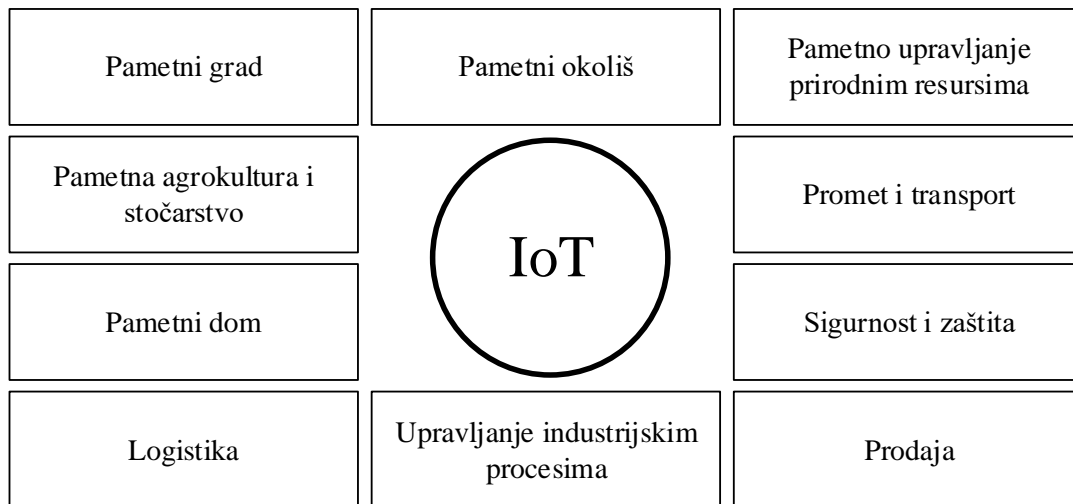 Pametni grad
Pametni okoliš
Pametno upravljanje
prirodnim resursima
Pametna agrokultura i
stočarstvo
IoT
Promet i transport
Pametni dom
Sigurnost i zaštita
Logistika
Upravljanje industrijskim
procesima
Prodaja